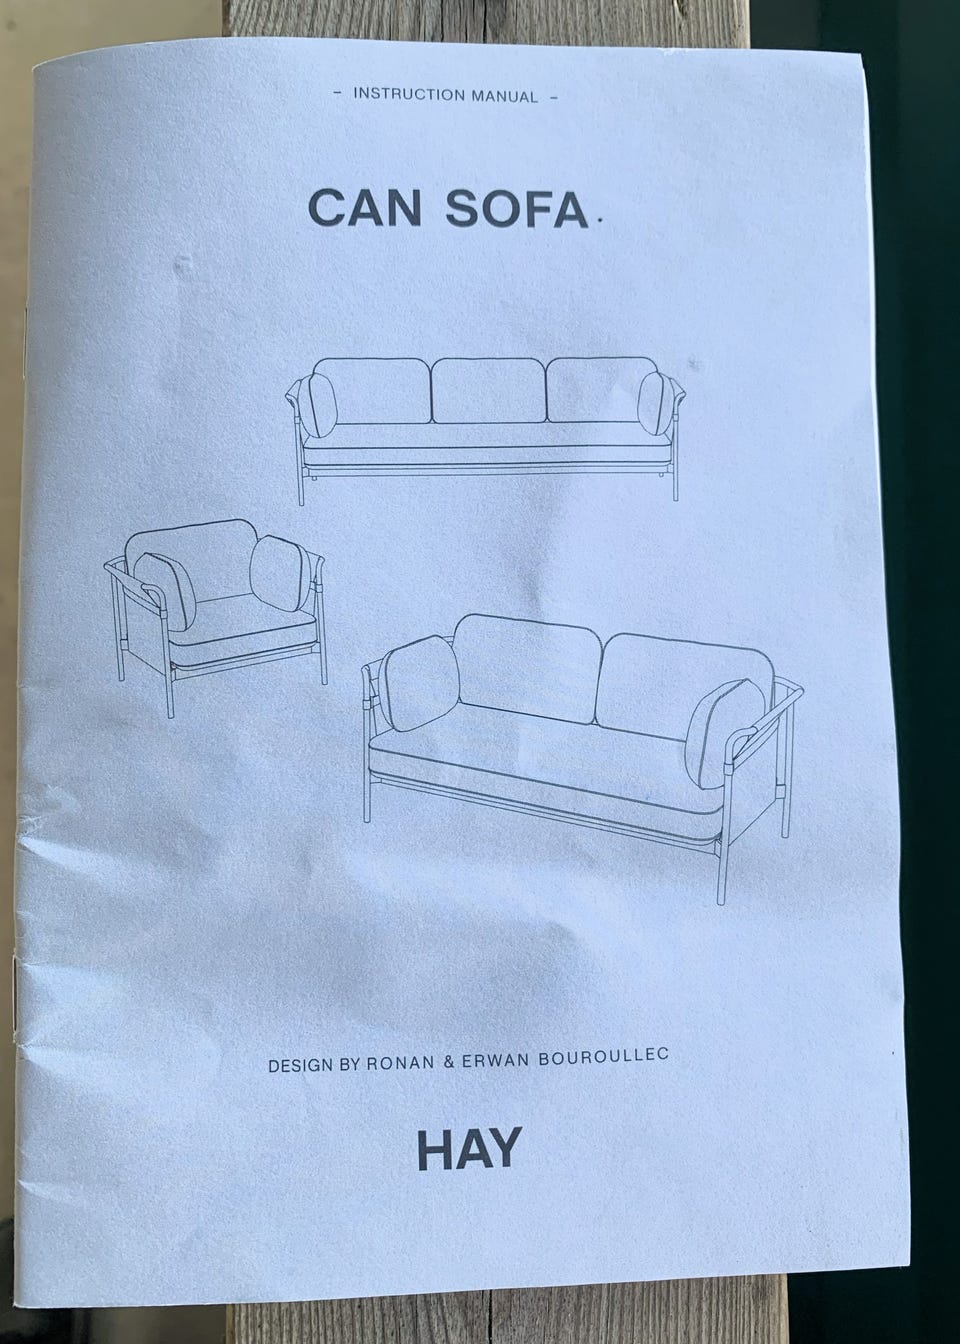 - INSTRUCTION MANUAL -
CAN SOFA.
DESIGN BY RONAN & ERWAN BOUROULLEC
HAY